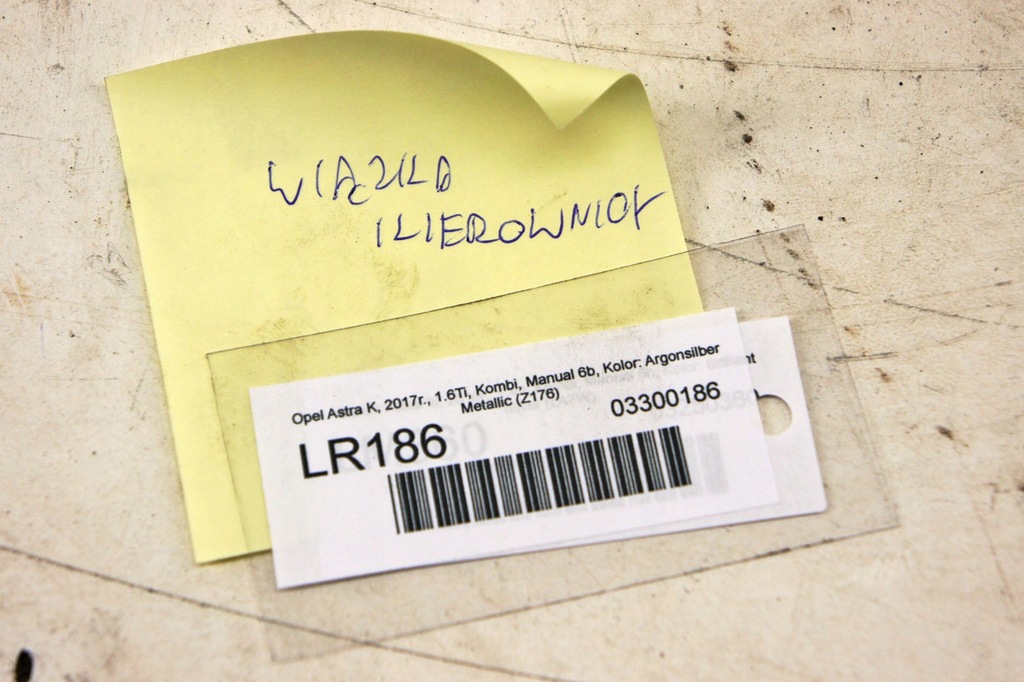 WIĄZKA
KIEROWNICY
Opel Astra K, 2017r., 1.6Ti, Kombi, Manual 6b, Kolor: Argonsilber
Metallic (Z176)
LR186
03300186